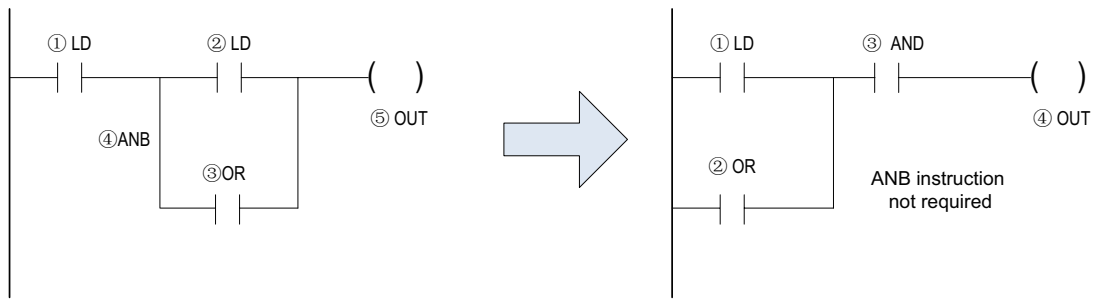 ① LD
② LD
⑤ OUT
④ANB
③OR
① LD
③ AND
④ OUT
② OR
ANB instruction
not required